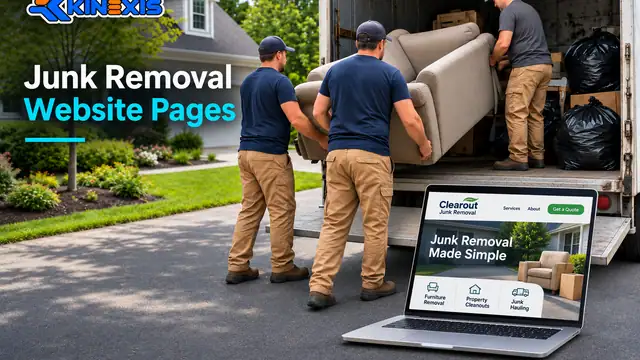 KINEXIS
Junk Removal
Website Pages
Clearout
Junk Removal
Services About Get a Quote
Junk Removal
Made Simple
Furniture
Removal
Property
Cleanouts
Junk
Hauling